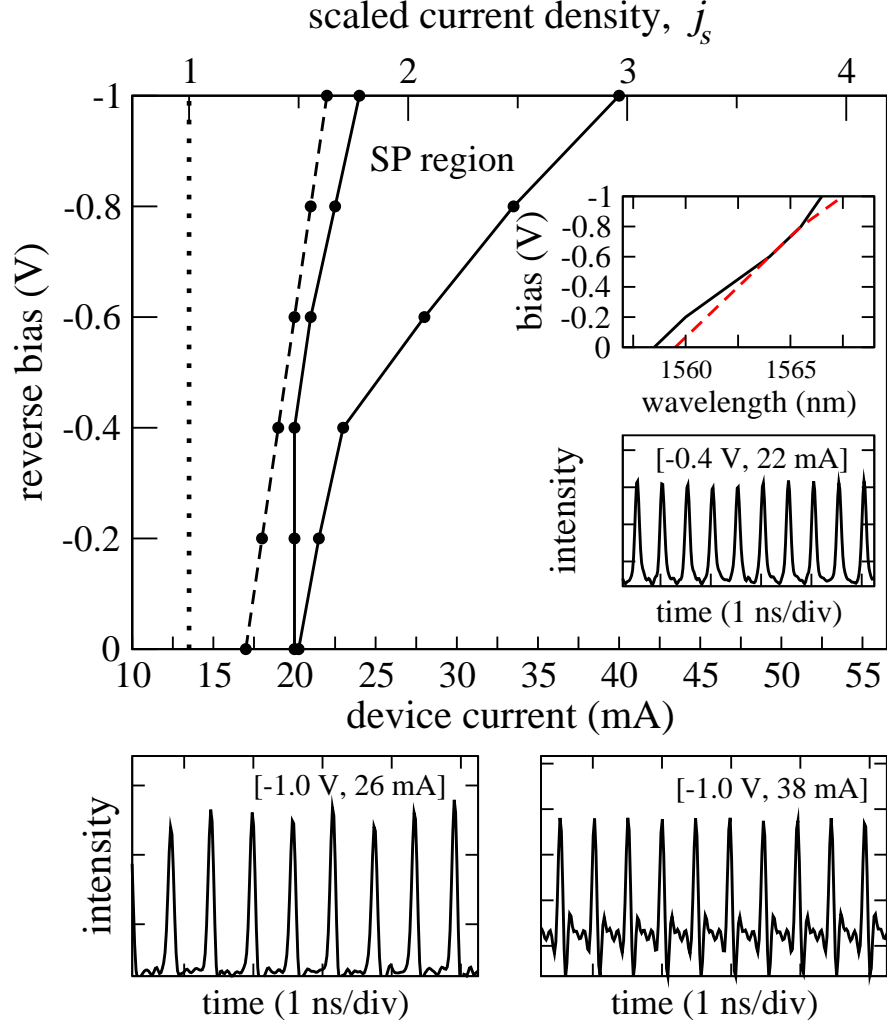 scaled current density, js
1 2 3 4
-1
-0.8
-0.6
-0.4
-0.2
0
reverse bias (V)
SP region
10 15 20 25 30 35 40 45 50 55
device current (mA)
-1
-0.8
-0.6
-0.4
-0.2
0
bias (V)
1560 1565
wavelength (nm)
[-0.4 V, 22 mA]
intensity
time (1 ns/div)
[-1.0 V, 26 mA]
intensity
time (1 ns/div)
[-1.0 V, 38 mA]
time (1 ns/div)